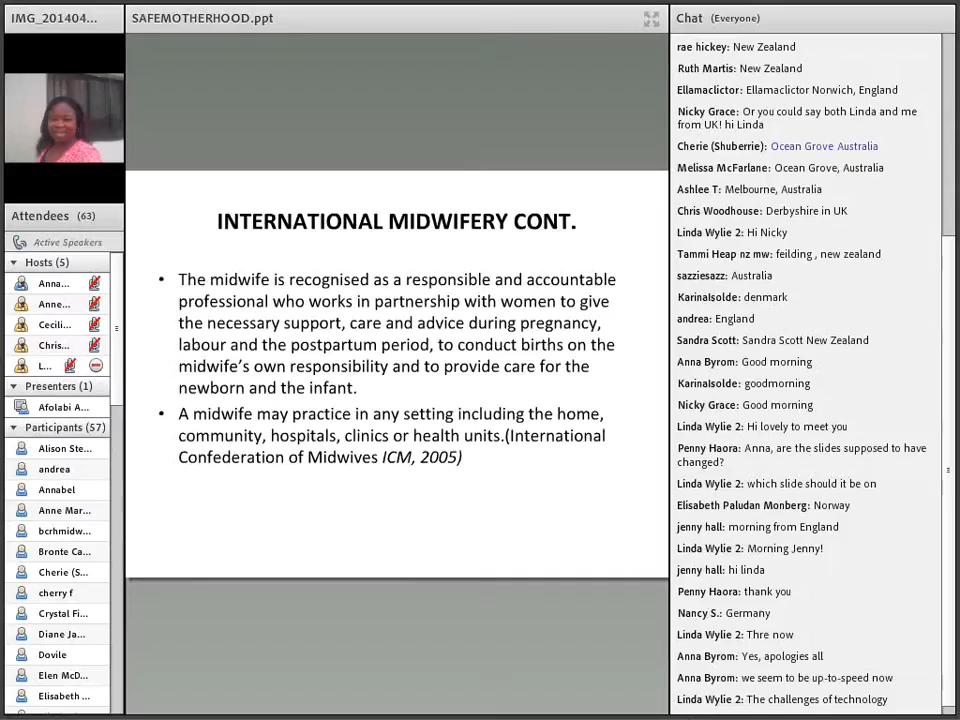 IMG_201404...
SAFEMOTHERHOOD.ppt
Chat (Everyone)
Attendees (63)
Active Speakers
Hosts (5)
Anna...
Anne...
Cecili...
Chris...
L...
Presenters (1)
Afolabi A...
Participants (57)
Alison Ste...
andrea
Annabel
Anne Mar...
bcrhmidw...
Bronte Ca...
Cherie (S...
cherry f
Crystal Fi...
Diane Ja...
Dovile
Elen McD...
Elisabeth ...
INTERNATIONAL MIDWIFERY CONT.
• The midwife is recognised as a responsible and accountable
professional who works in partnership with women to give
the necessary support, care and advice during pregnancy,
labour and the postpartum period, to conduct births on the
midwife's own responsibility and to provide care for the
newborn and the infant.
• A midwife may practice in any setting including the home,
community, hospitals, clinics or health units.(International
Confederation of Midwives ICM, 2005)
rae hickey: New Zealand
Ruth Martis: New Zealand
Ellamaclictor: Ellamaclictor Norwich, England
Nicky Grace: Or you could say both Linda and me
from UK! hi Linda
Cherie (Shuberrie): Ocean Grove Australia
Melissa McFarlane: Ocean Grove, Australia
Ashlee T: Melbourne, Australia
Chris Woodhouse: Derbyshire in UK
Linda Wylie 2: Hi Nicky
Tammi Heap nz mw: feilding , new zealand
sazziesazz: Australia
KarinaIsolde: denmark
andrea: England
Sandra Scott: Sandra Scott New Zealand
Anna Byrom: Good morning
KarinaIsolde: goodmorning
Nicky Grace: Good morning
Linda Wylie 2: Hi lovely to meet you
Penny Haora: Anna, are the slides supposed to have
changed?
Linda Wylie 2: which slide should it be on
Elisabeth Paludan Monberg: Norway
jenny hall: morning from England
Linda Wylie 2: Morning Jenny!
jenny hall: hi linda
Penny Haora: thank you
Nancy S.: Germany
Linda Wylie 2: Thre now
Anna Byrom: Yes, apologies all
Anna Byrom: we seem to be up-to-speed now
Linda Wylie 2: The challenges of technology